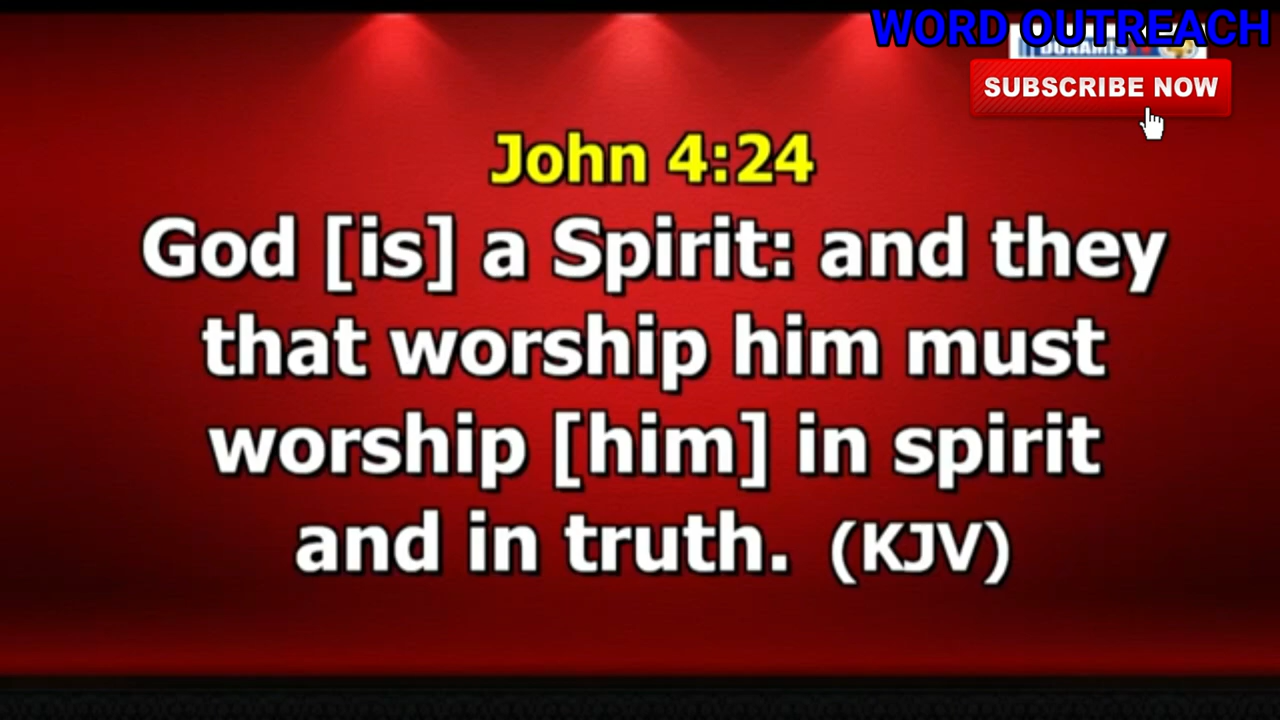 WORD OUTREACH
SUBSCRIBE NOW
John 4:24
God [is] a Spirit: and they
that worship him must
worship [him] in spirit
and in truth. (KJV)